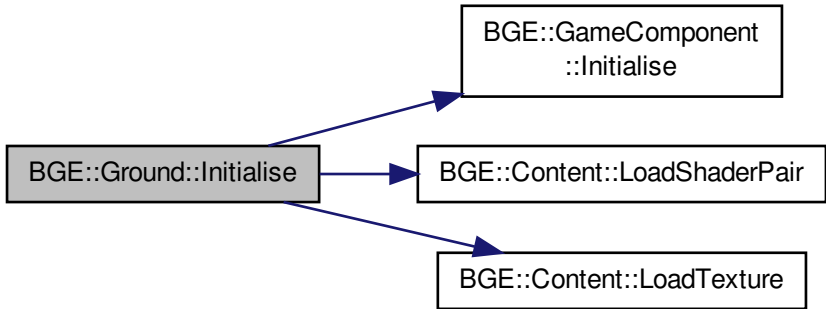 BGE::GameComponent
::Initialise
BGE::Ground::Initialise
BGE::Content::LoadShaderPair
BGE::Content::LoadTexture